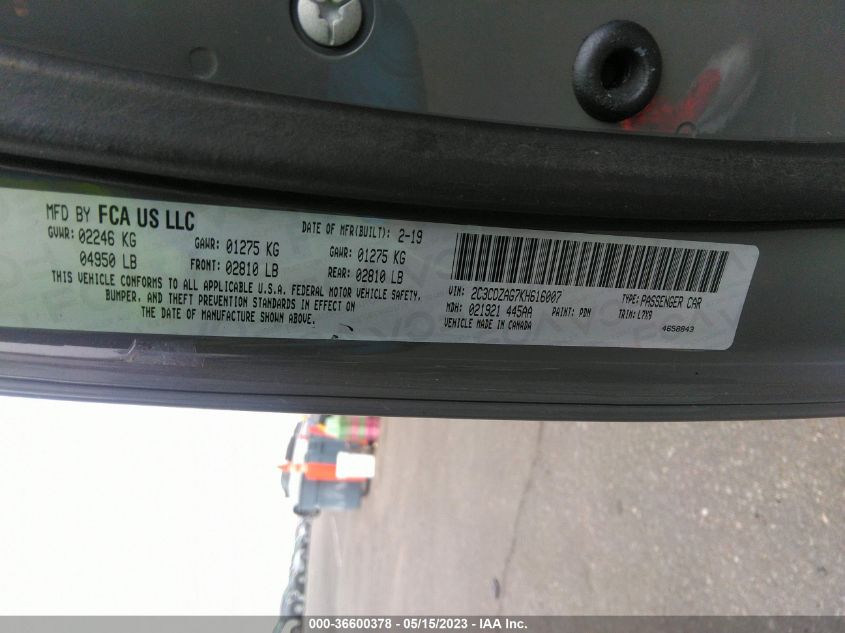 MFD BY FCA US LLC
DATE OF MFR(BUILT): 2-19
GVWR: 02246 KG
04950 LB
GAWR: 01275 KG
FRONT: 02810 LB
GAWR: 01275 KG
REAR: 02810 LB
THIS VEHICLE CONFORMS TO ALL APPLICABLE U.S.A. FEDERAL MOTOR VEHICLE SAFETY,
BUMPER, AND THEFT PREVENTION STANDARDS IN EFFECT ON
THE DATE OF MANUFACTURE SHOWN ABOVE.
VIN: 2C3CDZAG7KH616007
TYPE: PASSENGER CAR
MDH: 021921 445AA
PAINT: PDN
TRIM: L7X9
VEHICLE MADE IN CANADA
4658843
000-36600378 - 05/15/2023 - IAA Inc.